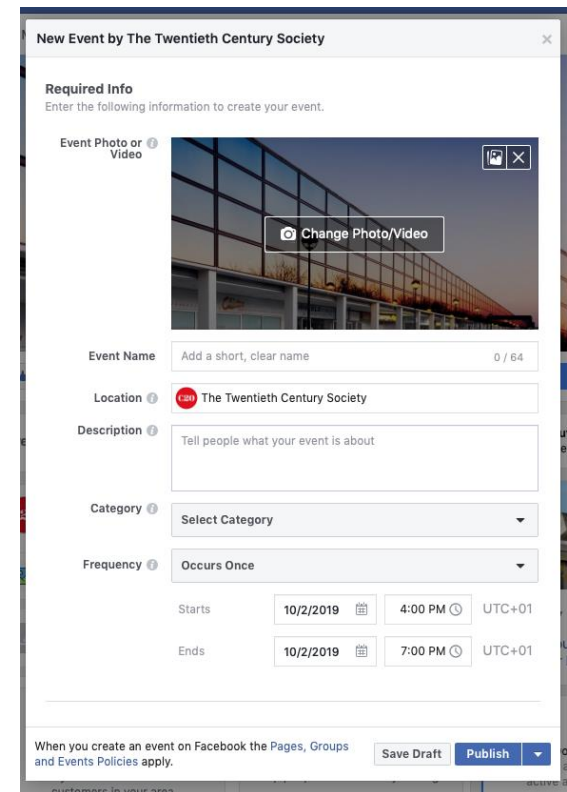 New Event by The Twentieth Century Society
Required Info
Enter the following information to create your event.
Event Photo or
Video
Change Photo/Video
Event Name
Add a short, clear name
0 / 64
Location
C20 The Twentieth Century Society
Description
Tell people what your event is about
Category
Select Category
Frequency
Occurs Once
Starts
10/2/2019
4:00 PM
UTC+01
Ends
10/2/2019
7:00 PM
UTC+01
When you create an event on Facebook the Pages, Groups
and Events Policies apply.
Save Draft
Publish
customers in your area